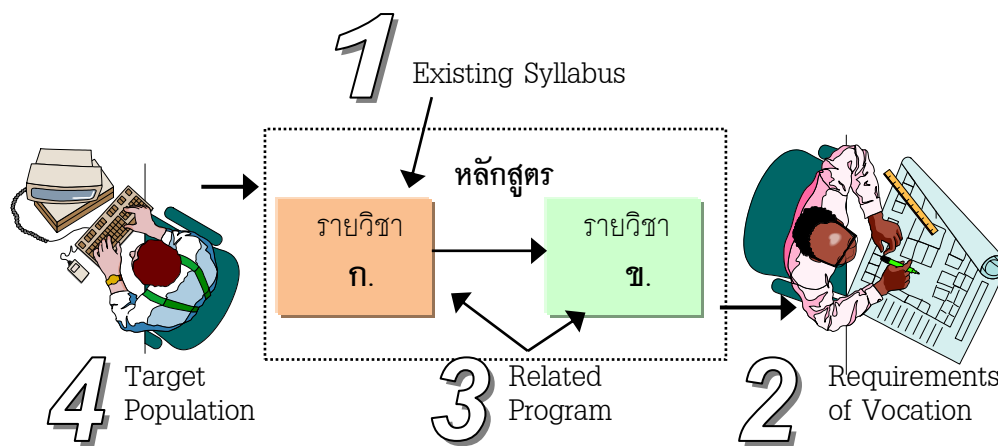 1
Existing Syllabus
หลักสูตร
รายวิชา
ก.
รายวิชา
ข.
4
Target
Population
3
Related
Program
2
Requirements
of Vocation